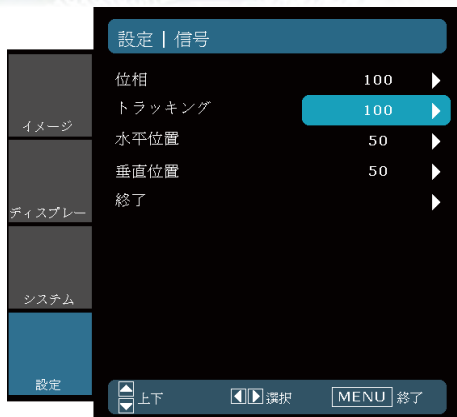 設定 | 信号
イメージ
ディスプレー
システム
設定
位相 100
トラッキング 100
水平位置 50
垂直位置 50
終了
上下 選択 MENU 終了